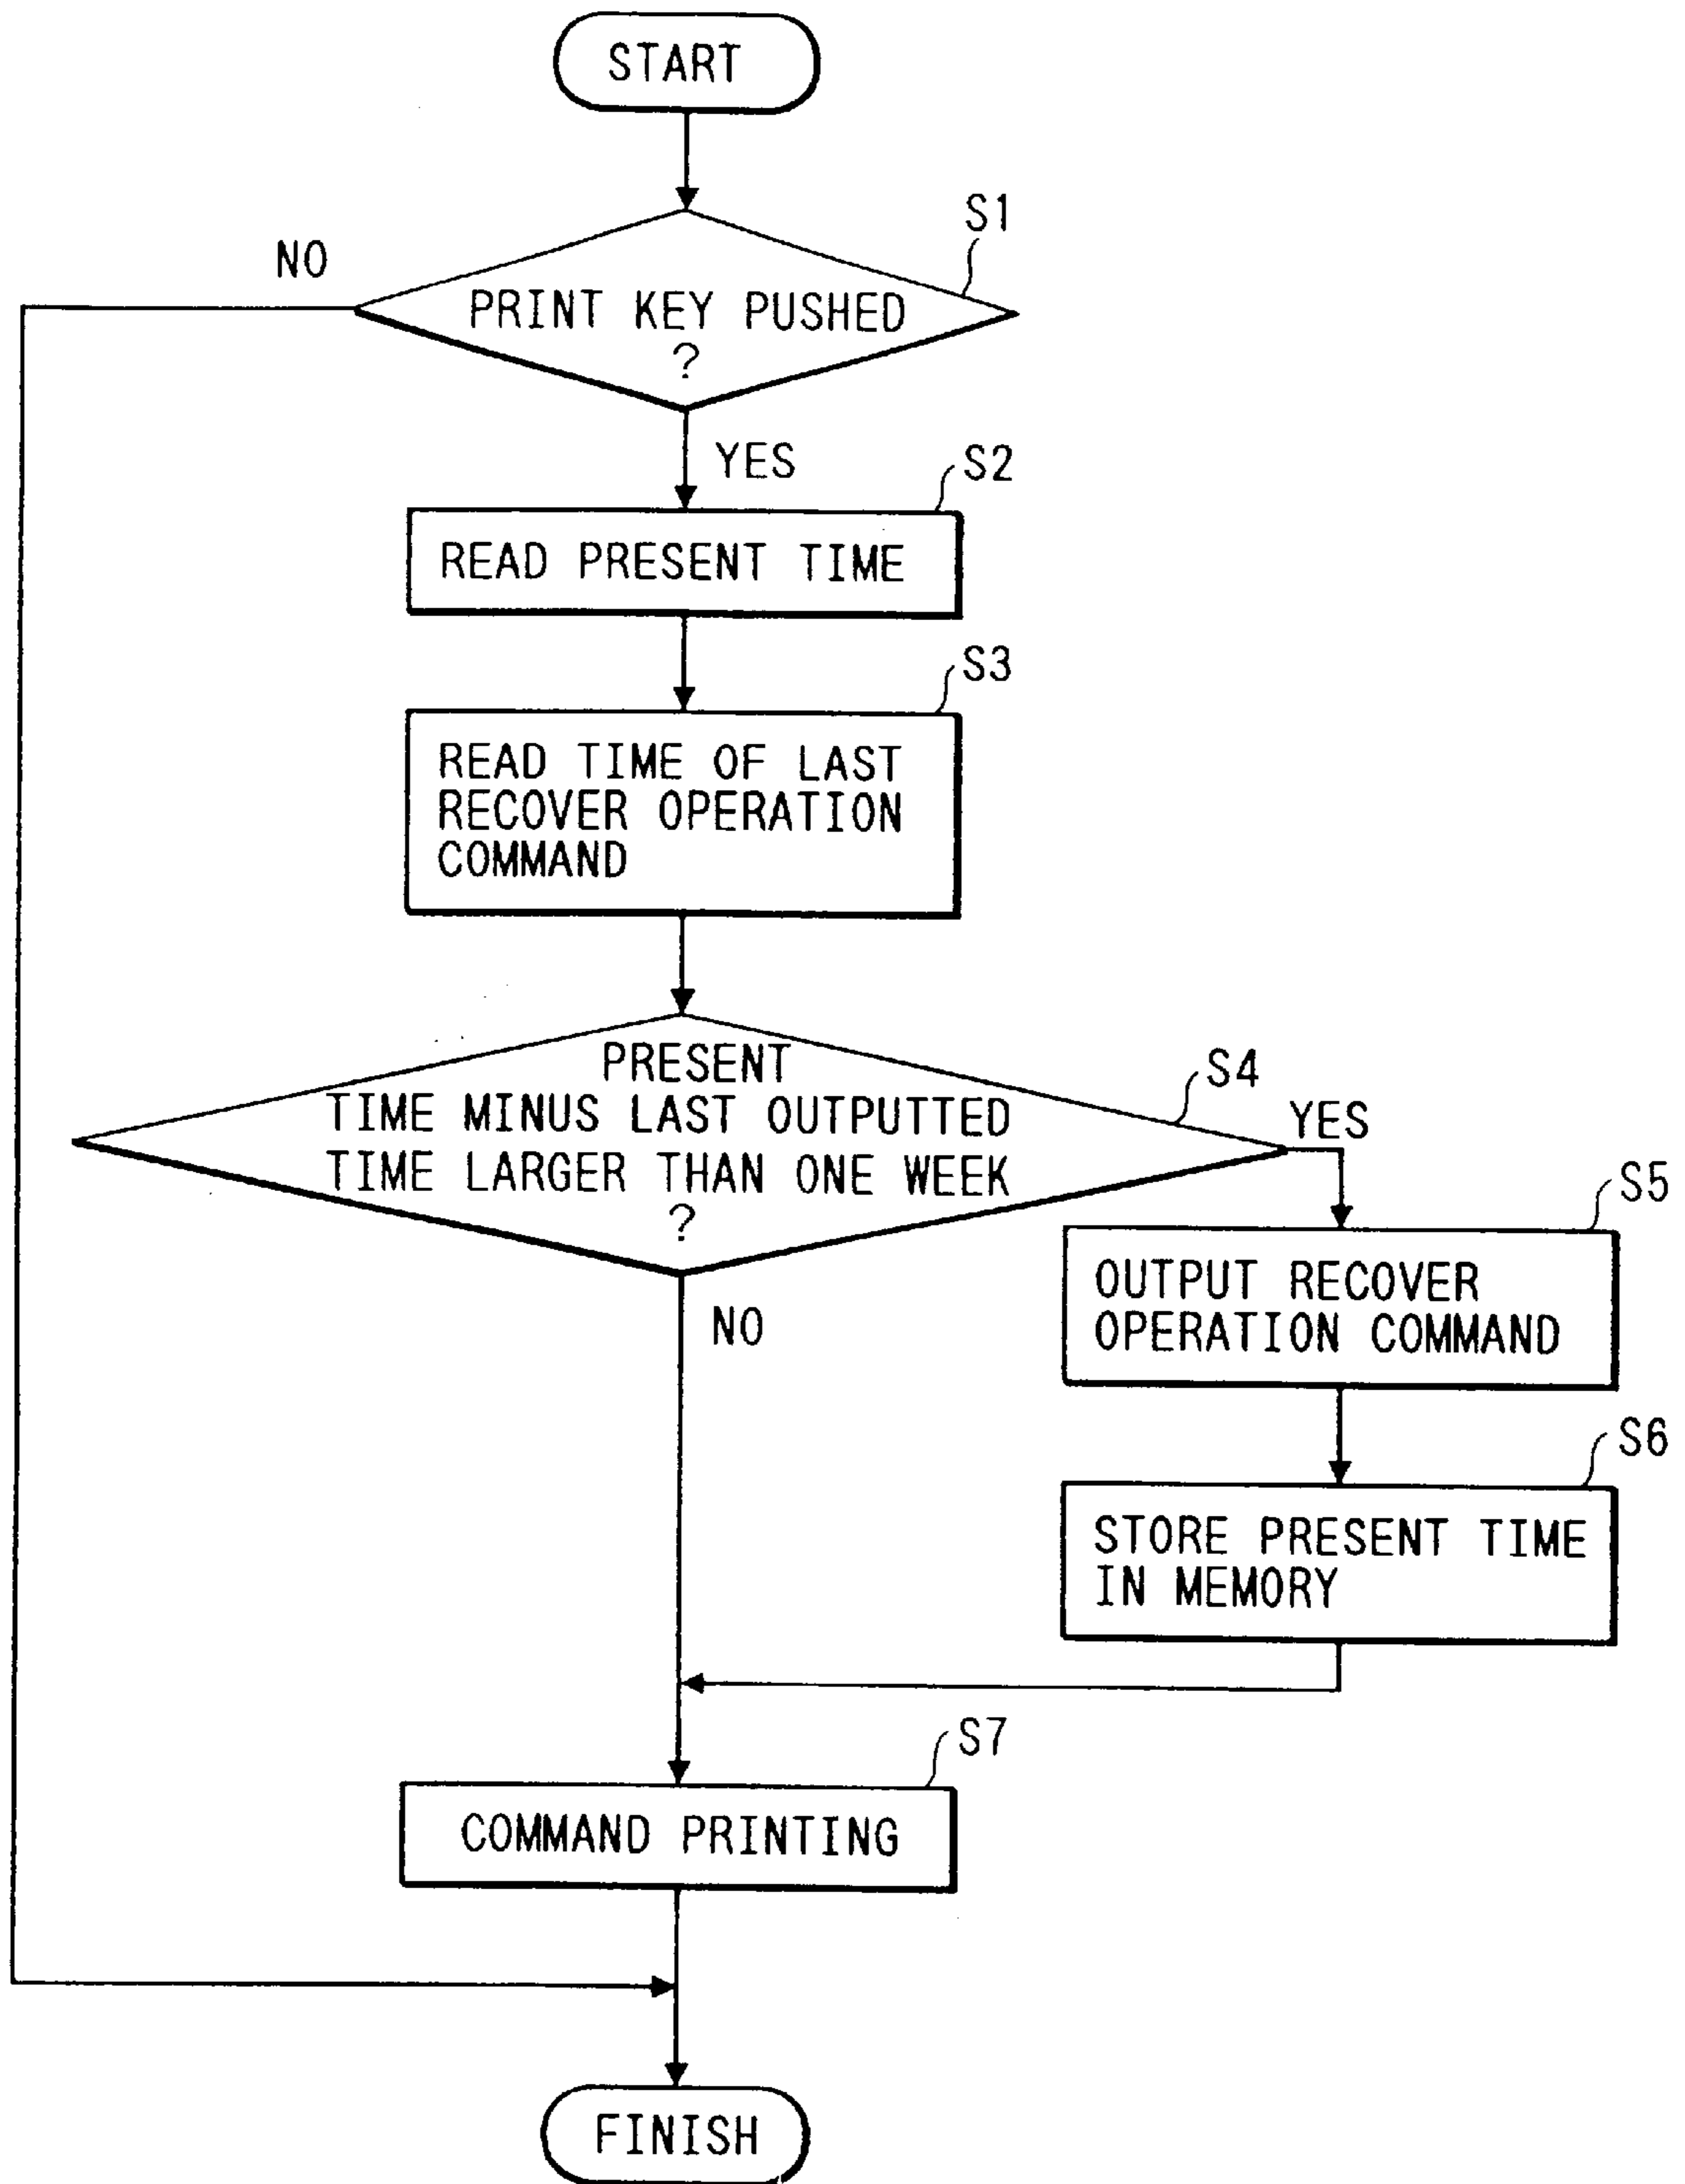 START
S1
NO
PRINT KEY PUSHED
?
YES
S2
READ PRESENT TIME
S3
READ TIME OF LAST
RECOVER OPERATION
COMMAND
PRESENT
TIME MINUS LAST OUTPUTTED
TIME LARGER THAN ONE WEEK
?
S4
YES
NO
S5
OUTPUT RECOVER
OPERATION COMMAND
S6
STORE PRESENT TIME
IN MEMORY
S7
COMMAND PRINTING
FINISH